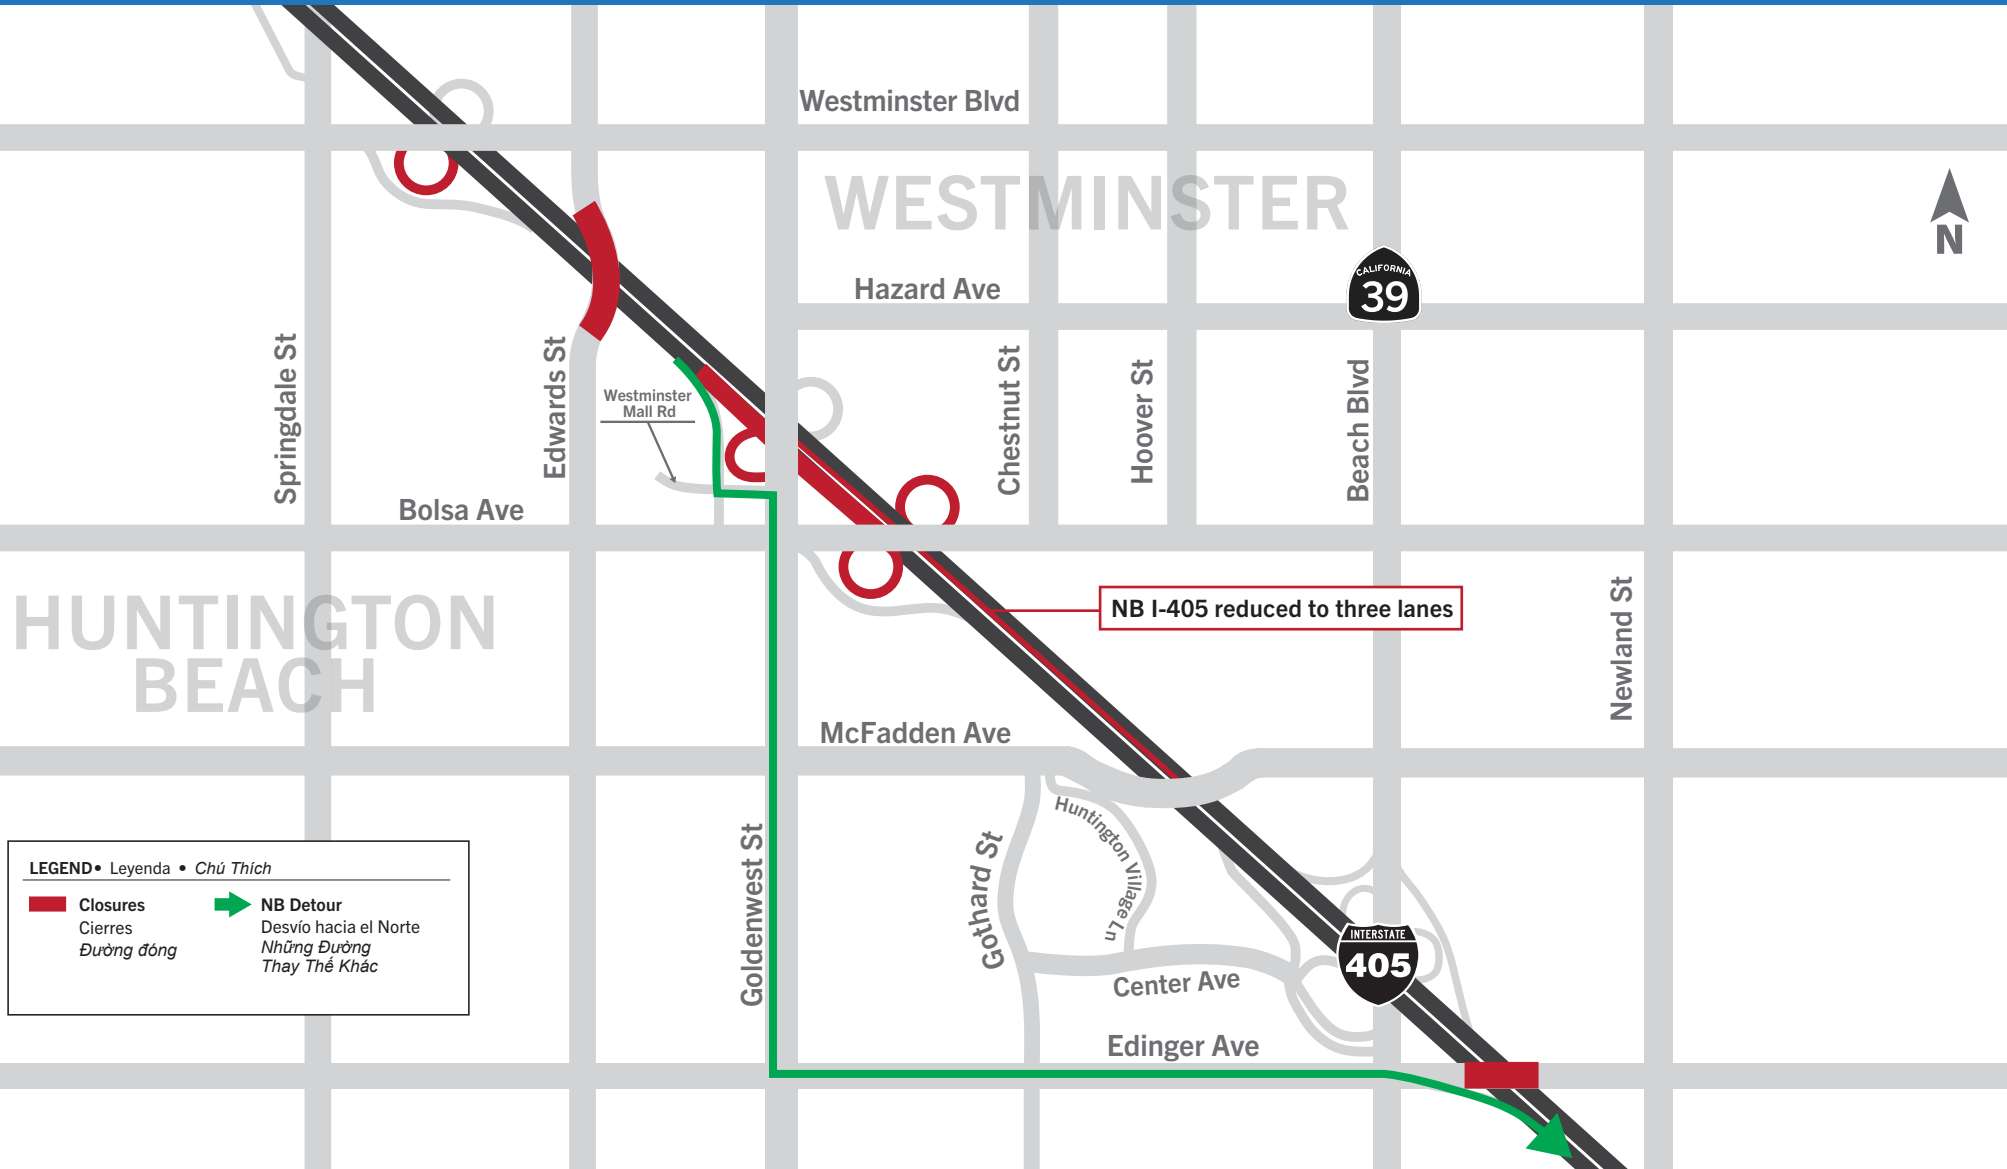 Westminster Blvd
WESTMINSTER
N
CALIFORNIA
39
Hazard Ave
Springdale St
Edwards St
Westminster
Mall Rd
Chestnut St
Hoover St
Beach Blvd
Bolsa Ave
HUNTINGTON
BEACH
NB I-405 reduced to three lanes
Newland St
McFadden Ave
Huntington Village Ln
Gothard St
Goldenwest St
LEGEND • Leyenda • Chú Thích
Closures
Cierres
Đường đóng
NB Detour
Desvío hacia el Norte
Những Đường
Thay Thế Khác
INTERSTATE
405
Center Ave
Edinger Ave